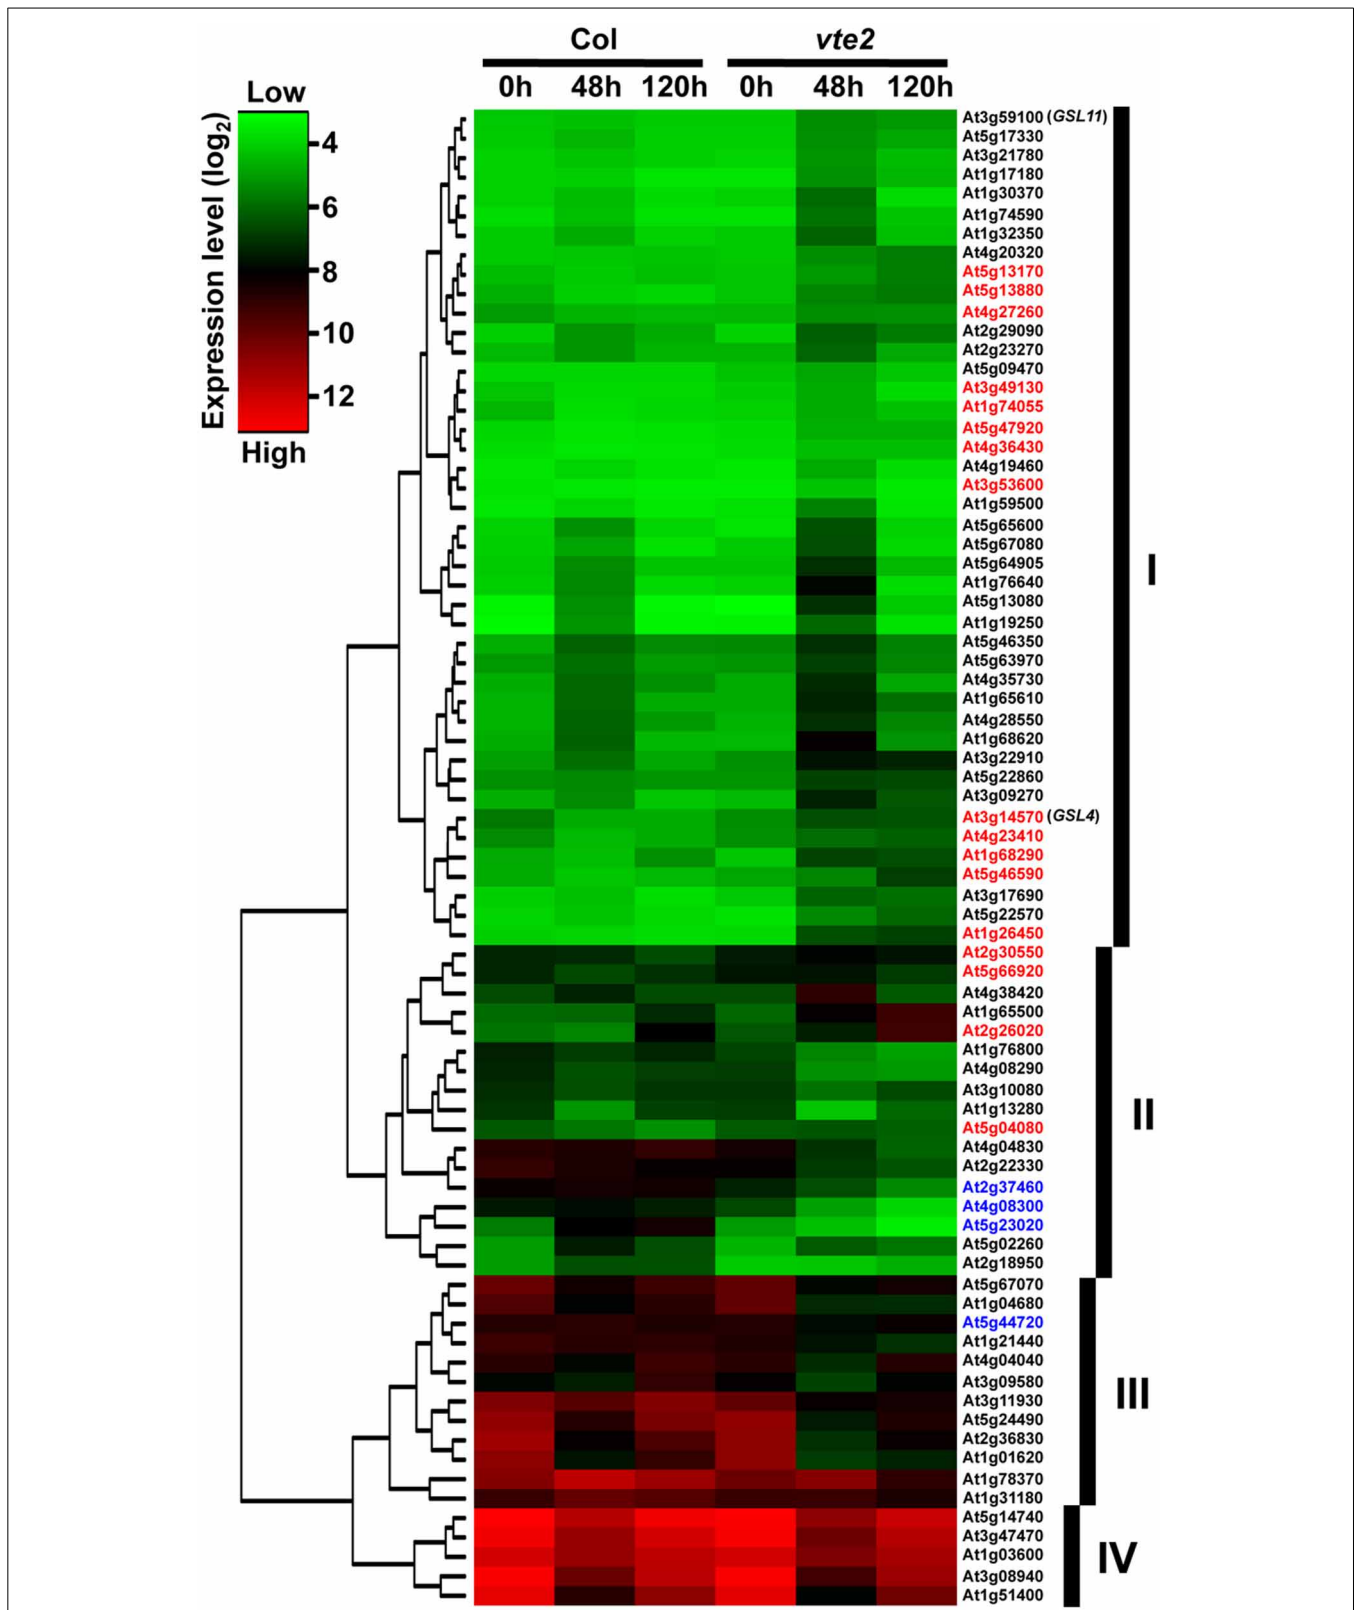 Col vte2
0h 48h 120h 0h 48h 120h
Low
Expression level (log2)
4
6
8
10
12
High
At3g59100 (GSL11)
At5g17330
At3g21780
At1g17180
At1g30370
At1g74590
At1g32350
At4g20320
At5g13170
At5g13880
At4g27260
At2g29090
At2g23270
At5g09470
At3g49130
At1g74055
At5g47920
At4g36430
At4g19460
At3g53600
At1g59500
At5g65600
At5g67080
At5g64905
At1g76640
At5g13080
At1g19250
At5g46350
At5g63970
At4g35730
At1g65610
At4g28550
At1g68620
At3g22910
At5g22860
At3g09270
At3g14570 (GSL4)
At4g23410
At1g68290
At5g46590
At3g17690
At5g22570
At1g26450
I
At2g30550
At5g66920
At4g38420
At1g65500
At2g26020
At1g76800
At4g08290
At3g10080
At1g13280
At5g04080
At4g04830
At2g22330
At2g37460
At4g08300
At5g23020
At5g02260
At2g18950
II
At5g67070
At1g04680
At5g44720
At1g21440
At4g04040
At3g09580
At3g11930
At5g24490
At2g36830
At1g01620
At1g78370
At1g31180
III
At5g14740
At3g47470
At1g03600
At3g08940
At1g51400
IV